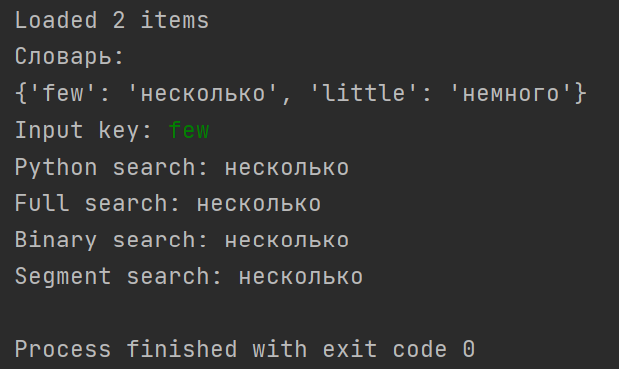 Loaded 2 items
Словарь:
{'few': 'несколько', 'little': 'немного'}
Input key: few
Python search: несколько
Full search: несколько
Binary search: несколько
Segment search: несколько
Process finished with exit code 0